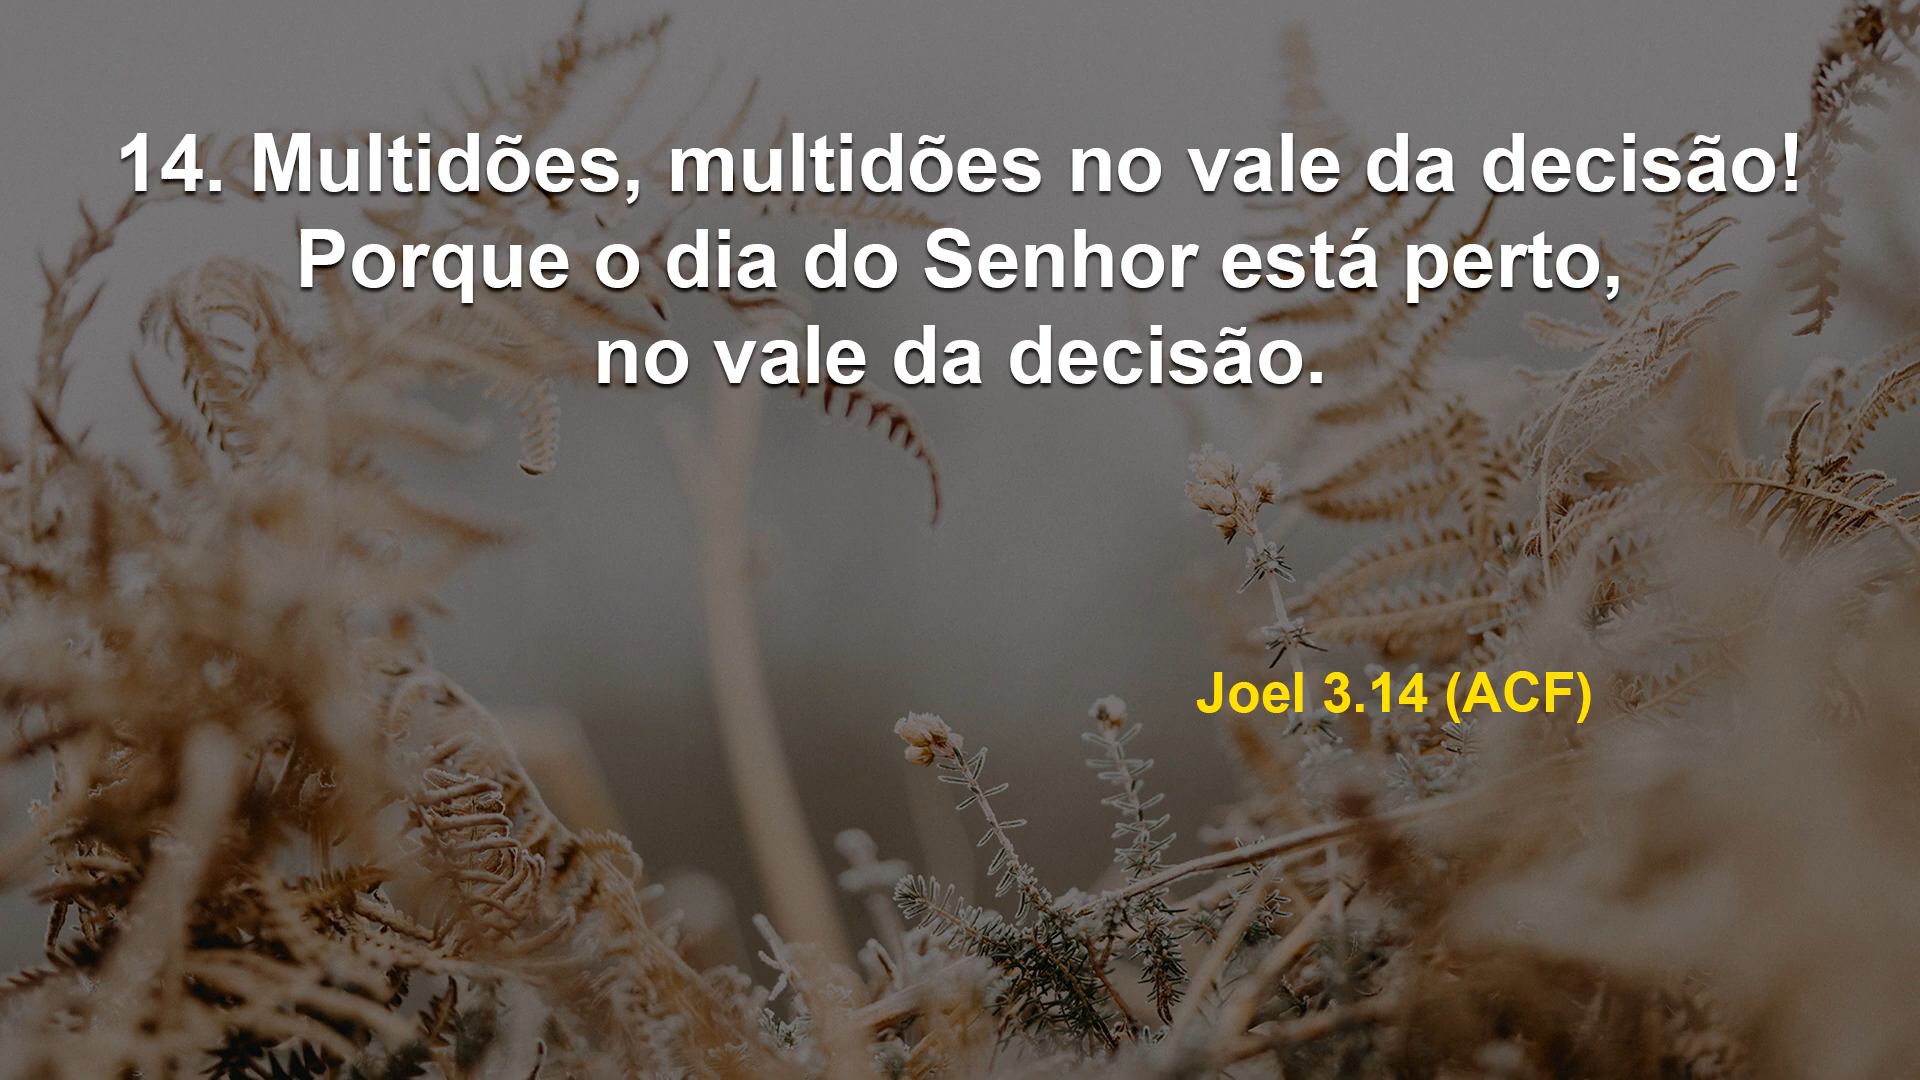 14. Multidões, multidões no vale da decisão!
Porque o dia do Senhor está perto,
no vale da decisão.
Joel 3.14 (ACF)